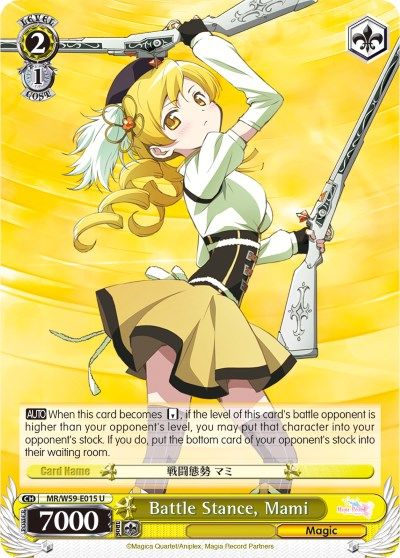 LEVEL
2
1
COST
AUTO When this card becomes , if the level of this card's battle opponent is
higher than your opponent's level, you may put that character into your
opponent's stock. If you do, put the bottom card of your opponent's stock into
their waiting room.
Card Name
戦闘態勢 マミ
CH MR/W59-E015 U
7000
Battle Stance, Mami
Magic
©Magica Quartet/Aniplex, Magia Record Partners